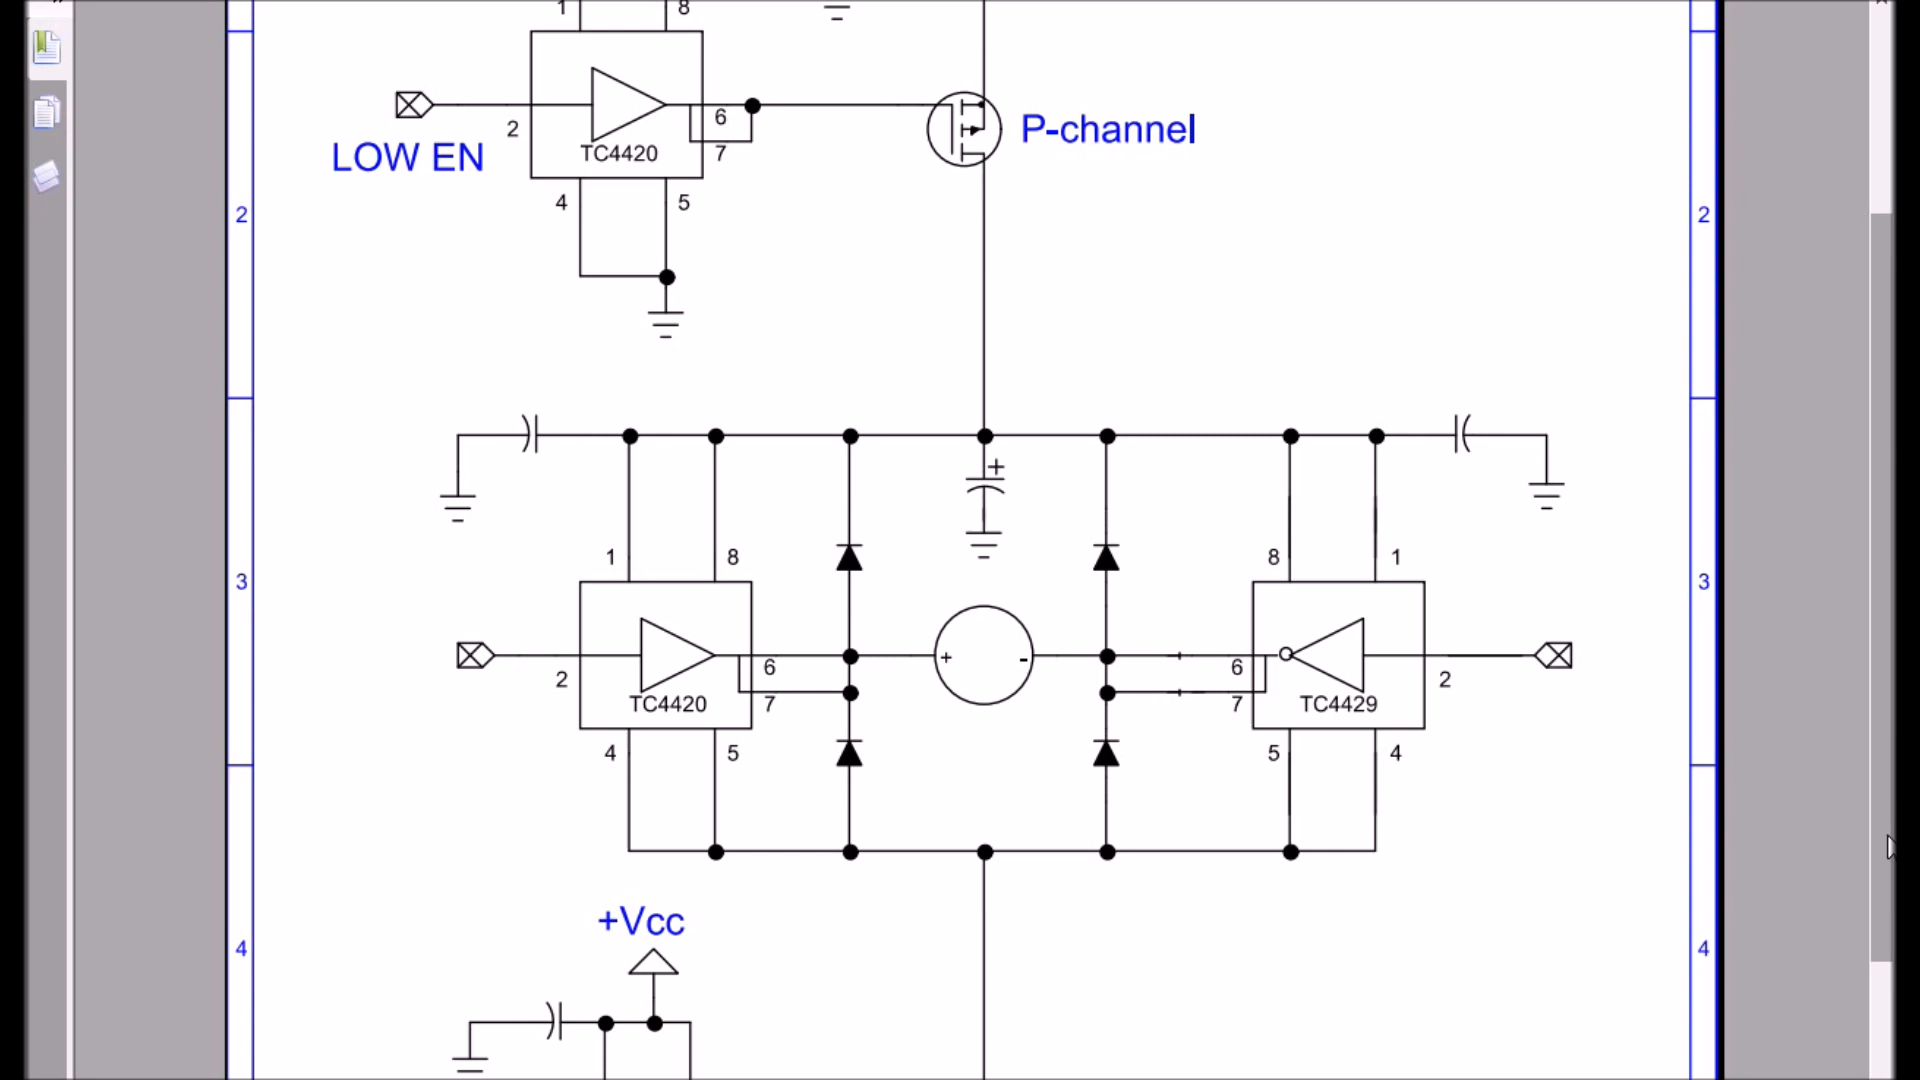 1 8
2 TC4420 6 7
LOW EN
P-channel
4 5
2 2
+
1 8 8 1
3 3
2 TC4420 6 7 + - 6 7 TC4429 2
4 5 5 4
+Vcc
4 4